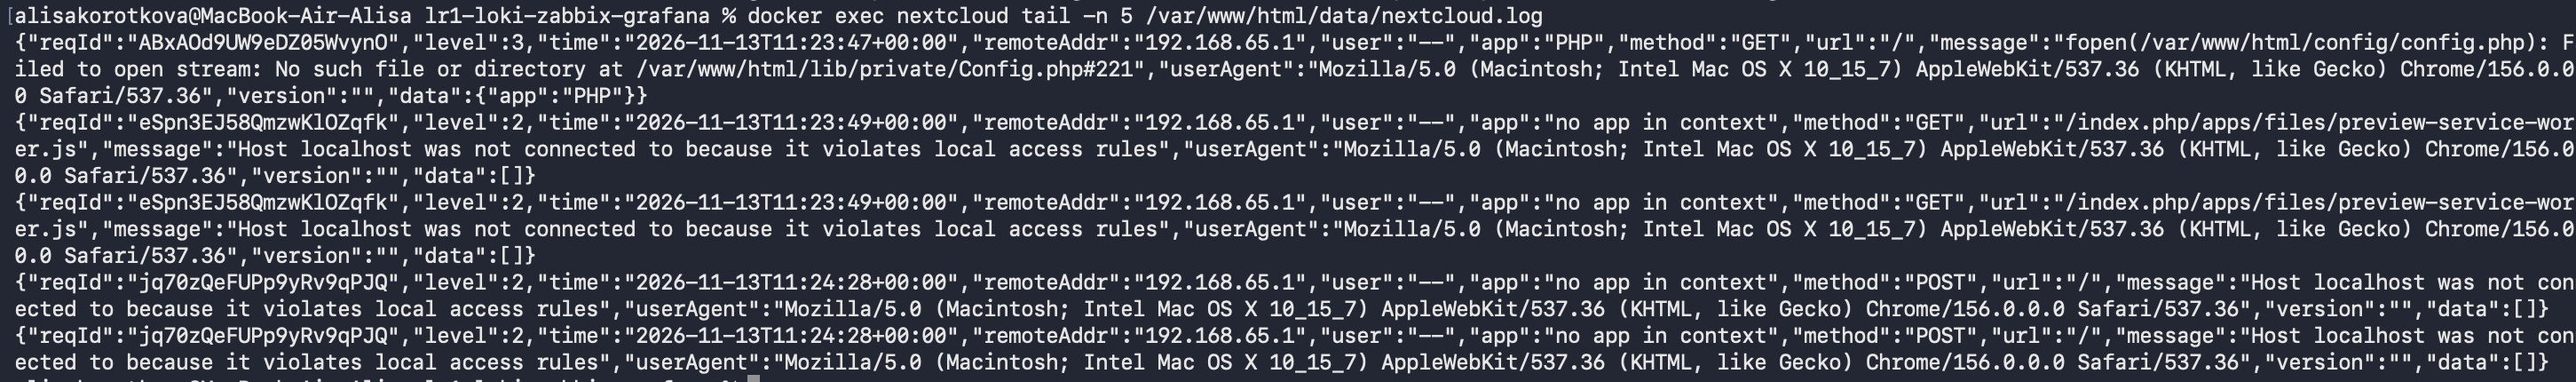 [alisakorotkova@MacBook-Air-Alisa lr1-loki-zabbix-grafana % docker exec nextcloud tail -n 5 /var/www/html/data/nextcloud.log
{"reqId":"ABxAOd9UW9eDZ05WvynO","level":3,"time":"2026-11-13T11:23:47+00:00","remoteAddr":"192.168.65.1","user":"--","app":"PHP","method":"GET","url":"/","message":"fopen(/var/www/html/config/config.php): F
iled to open stream: No such file or directory at /var/www/html/lib/private/Config.php#221","userAgent":"Mozilla/5.0 (Macintosh; Intel Mac OS X 10_15_7) AppleWebKit/537.36 (KHTML, like Gecko) Chrome/156.0.0
0 Safari/537.36","version":"","data":{"app":"PHP"}}
{"reqId":"eSpn3EJ58QmzwKlOZqfk","level":2,"time":"2026-11-13T11:23:49+00:00","remoteAddr":"192.168.65.1","user":"--","app":"no app in context","method":"GET","url":"/index.php/apps/files/preview-service-wor
er.js","message":"Host localhost was not connected to because it violates local access rules","userAgent":"Mozilla/5.0 (Macintosh; Intel Mac OS X 10_15_7) AppleWebKit/537.36 (KHTML, like Gecko) Chrome/156.0
0.0 Safari/537.36","version":"","data":[]}
{"reqId":"eSpn3EJ58QmzwKlOZqfk","level":2,"time":"2026-11-13T11:23:49+00:00","remoteAddr":"192.168.65.1","user":"--","app":"no app in context","method":"GET","url":"/index.php/apps/files/preview-service-wor
er.js","message":"Host localhost was not connected to because it violates local access rules","userAgent":"Mozilla/5.0 (Macintosh; Intel Mac OS X 10_15_7) AppleWebKit/537.36 (KHTML, like Gecko) Chrome/156.0
0.0 Safari/537.36","version":"","data":[]}
{"reqId":"jq70zQeFUPp9yRv9qPJQ","level":2,"time":"2026-11-13T11:24:28+00:00","remoteAddr":"192.168.65.1","user":"--","app":"no app in context","method":"POST","url":"/","message":"Host localhost was not con
ected to because it violates local access rules","userAgent":"Mozilla/5.0 (Macintosh; Intel Mac OS X 10_15_7) AppleWebKit/537.36 (KHTML, like Gecko) Chrome/156.0.0.0 Safari/537.36","version":"","data":[]}
{"reqId":"jq70zQeFUPp9yRv9qPJQ","level":2,"time":"2026-11-13T11:24:28+00:00","remoteAddr":"192.168.65.1","user":"--","app":"no app in context","method":"POST","url":"/","message":"Host localhost was not con
ected to because it violates local access rules","userAgent":"Mozilla/5.0 (Macintosh; Intel Mac OS X 10_15_7) AppleWebKit/537.36 (KHTML, like Gecko) Chrome/156.0.0.0 Safari/537.36","version":"","data":[]}